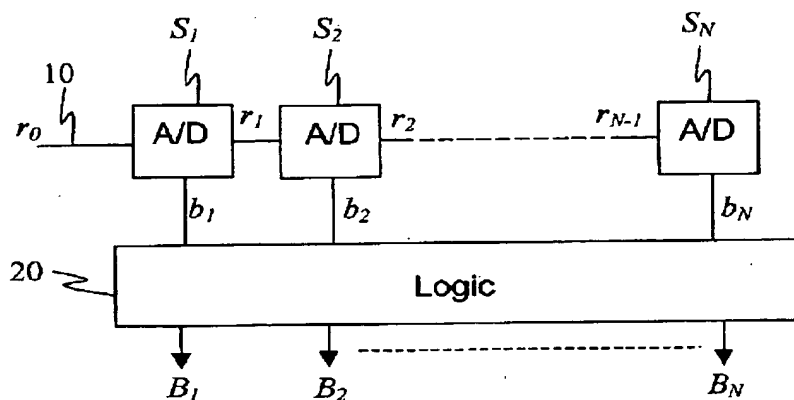 S1 S2 SN
10
r0 A/D r1 A/D r2 rN-1 A/D
b1 b2 bN
20 Logic
B1 B2 BN